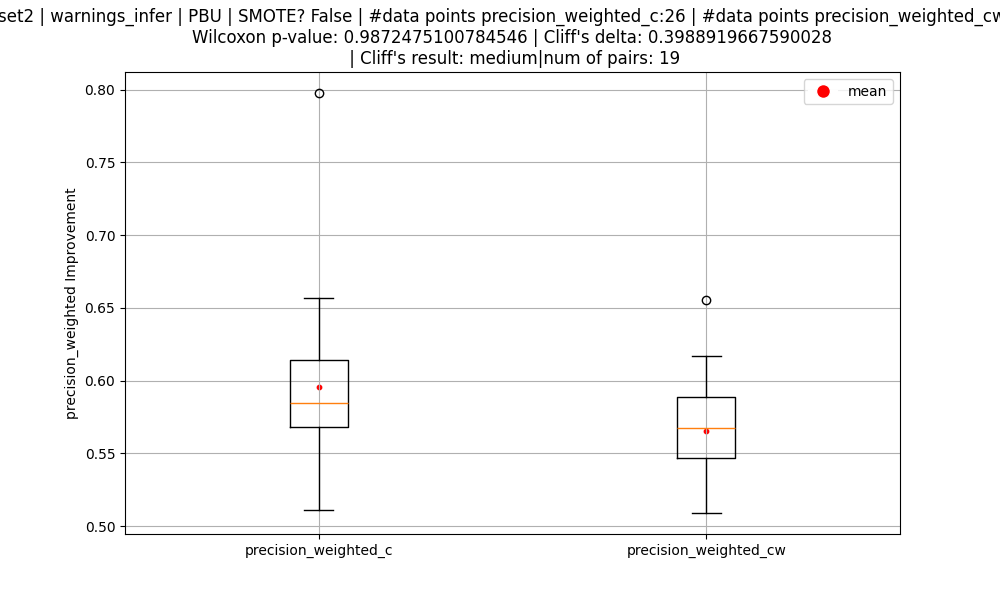 set2 | warnings_infer | PBU | SMOTE? False | #data points precision_weighted_c:26 | #data points precision_weighted_cw
Wilcoxon p-value: 0.9872475100784546 | Cliff's delta: 0.3988919667590028
| Cliff's result: medium|num of pairs: 19
mean
0.80
0.75
0.70
0.65
0.60
0.55
0.50
precision_weighted Improvement
precision_weighted_c
precision_weighted_cw